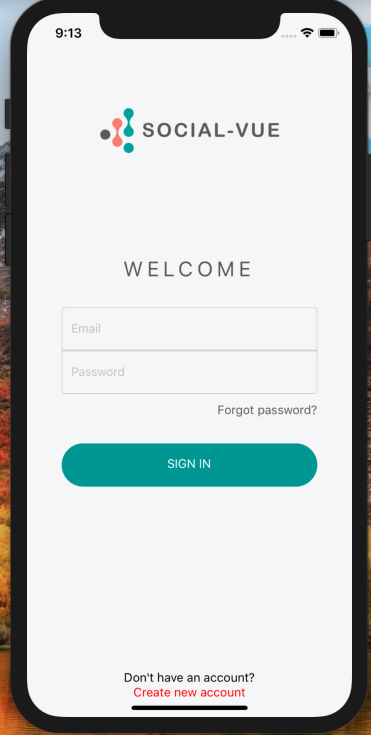 9:13
SOCIAL-VUE
WELCOME
Email
Password
Forgot password?
SIGN IN
Don't have an account?
Create new account